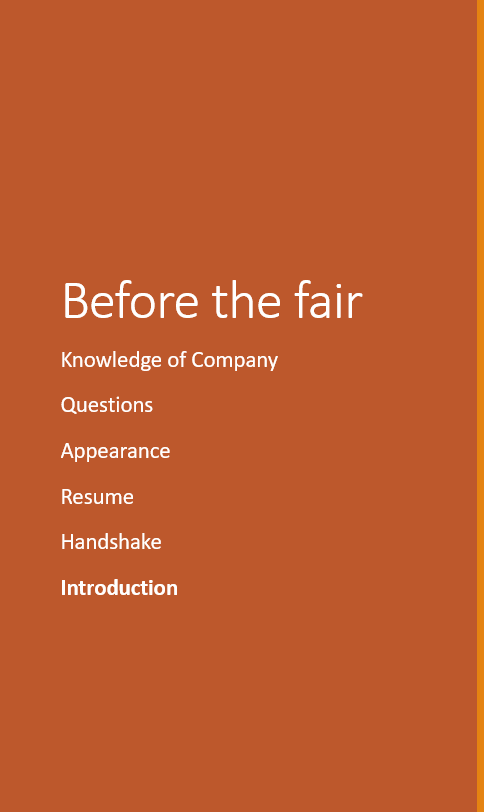 Before the fair
Knowledge of Company
Questions
Appearance
Resume
Handshake
Introduction